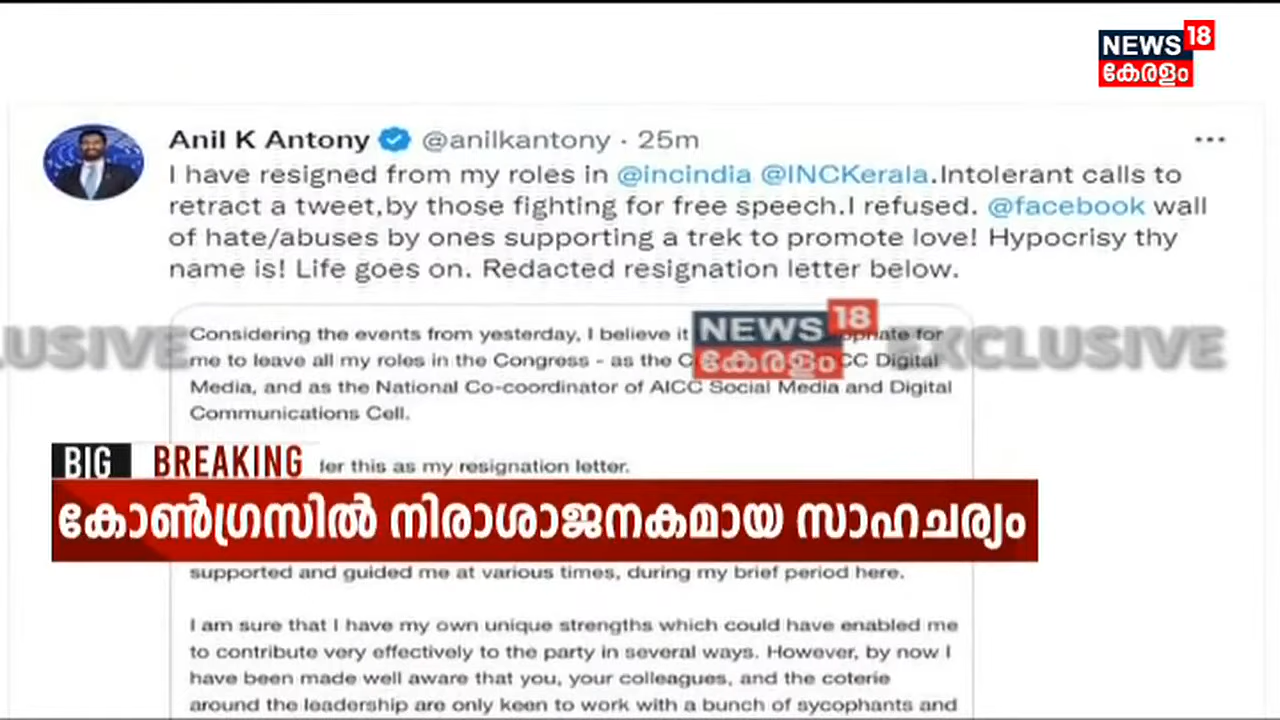 NEWS 18
കേരളം
Anil K Antony @anilkantony · 25m
I have resigned from my roles in @incindia @INCKerala.Intolerant calls to
retract a tweet,by those fighting for free speech.I refused. @facebook wall
of hate/abuses by ones supporting a trek to promote love! Hypocrisy thy
name is! Life goes on. Redacted resignation letter below.
Considering the events from yesterday, I believe it for
me to leave all my roles in the Congress - as the Digital
Media, and as the National Co-coordinator of AICC Social Media and Digital
Communications Cell.
NEWS 18
കേരളം
EXCLUSIVE
this as my resignation letter.
BIG BREAKING
കോൺഗ്രസിൽ നിരാശാജനകമായ സാഹചര്യം
supported and guided me at various times, during my brief period here.
I am sure that I have my own unique strengths which could have enabled me
to contribute very effectively to the party in several ways. However, by now I
have been made well aware that you, your colleagues, and the coterie
around the leadership are only keen to work with a bunch of sycophants and